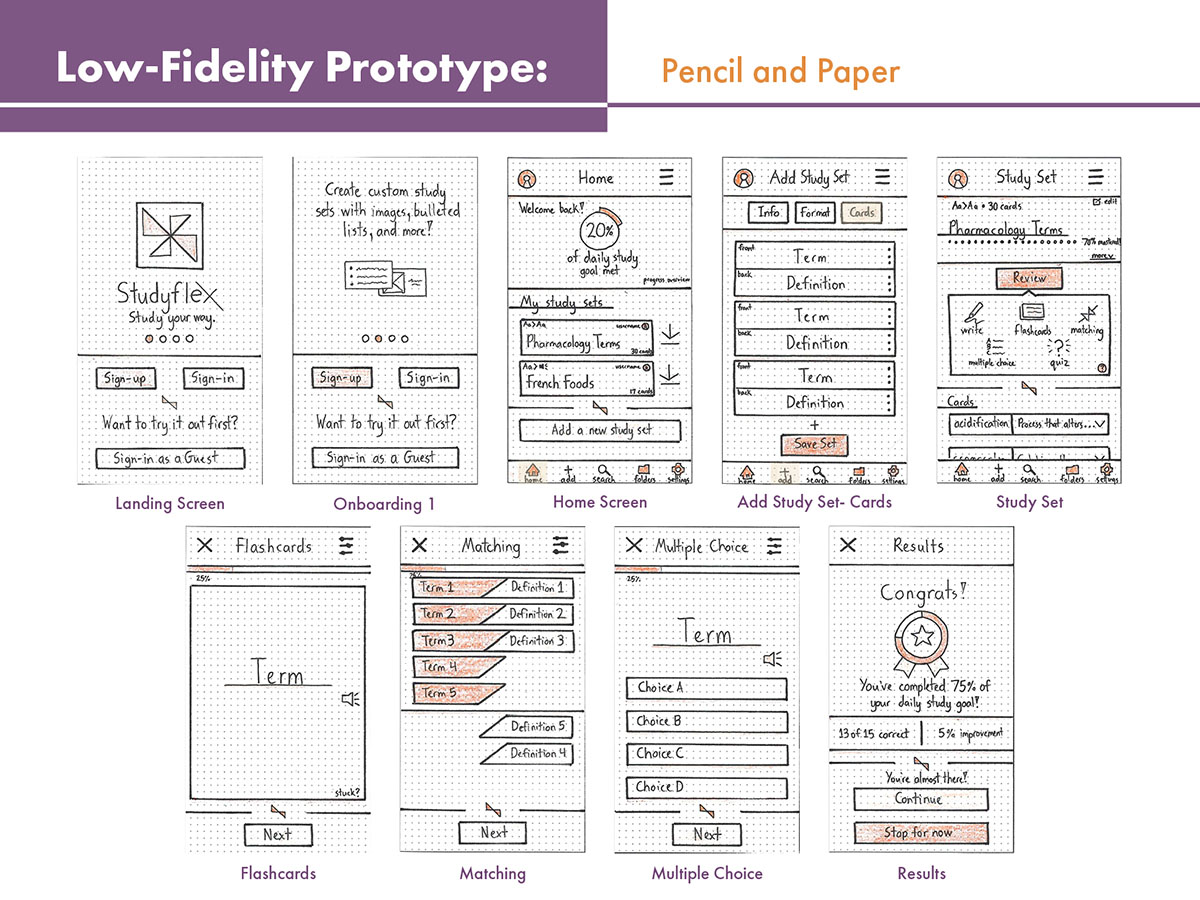 Low-Fidelity Prototype:
Pencil and Paper
Studyflex
Study your way.
Sign-up
Sign-in
Want to try it out first?
Sign-in as a Guest
Landing Screen
Create custom study
sets with images, bulleted
lists, and more!
Sign-up
Sign-in
Want to try it out first?
Sign-in as a Guest
Onboarding 1
Home
Welcome back!
20%
of daily study
goal met
progress overview
My study sets
Aa>Aa
username
Pharmacology Terms
30 cards
Aa>
username
French Foods
17 cards
Add a new study set
home
add
search
folders
settings
Home Screen
Add Study Set
Info
Format
Cards
front
Term
back
Definition
front
Term
back
Definition
front
Term
back
Definition
+
Save Set
home
add
search
folders
settings
Add Study Set- Cards
Study Set
Aa>Aa • 30 cards
edit
Pharmacology Terms
70% mastered!
more
Review
write
flashcards
matching
multiple choice
quiz
?
Cards
acidification
Process that alters...
home
add
search
folders
settings
Study Set
Flashcards
25%
Term
stuck?
Next
Flashcards
Matching
Term 1
Definition 1
Term 2
Definition 2
Term 3
Definition 3
Term 4
Term 5
Definition 5
Definition 4
Next
Matching
Multiple Choice
25%
Term
Choice A
Choice B
Choice C
Choice D
Next
Multiple Choice
Results
Congrats!
You've completed 75% of
your daily study goal!
13 of 15 correct
5% improvement
You're almost there!
Continue
Stop for now
Results